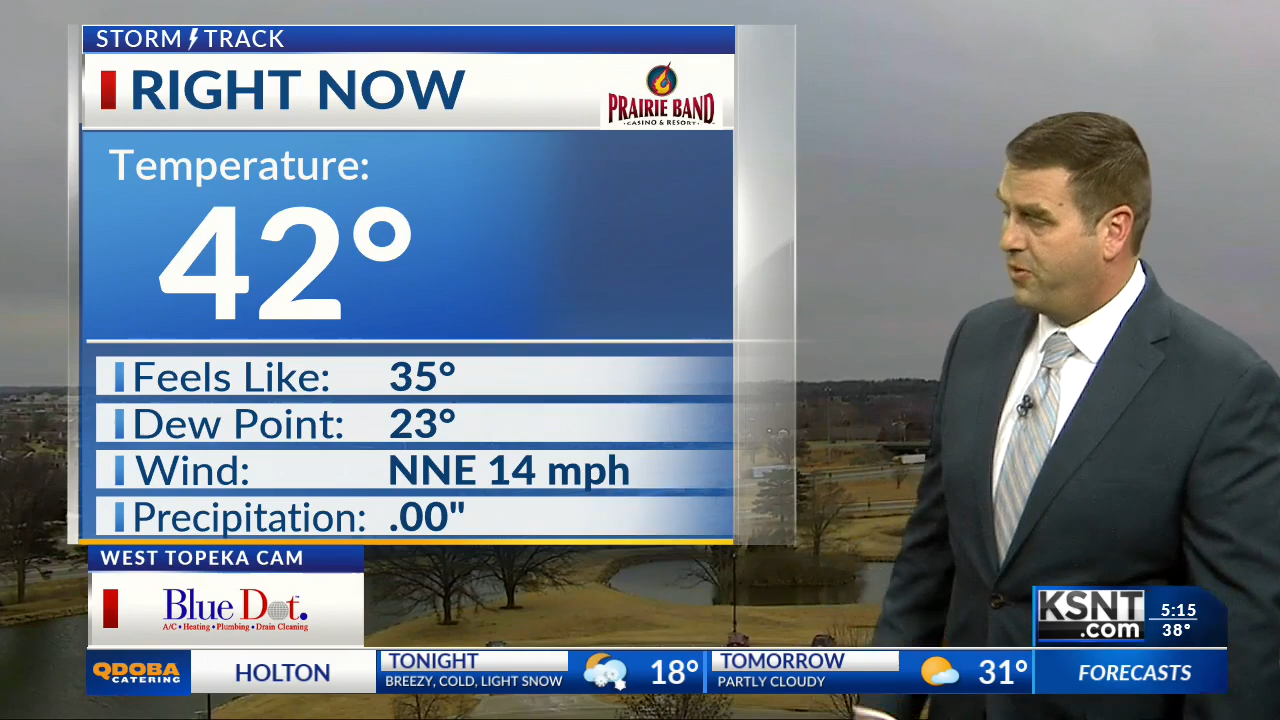 STORM TRACK
RIGHT NOW
PRAIRIE BAND
CASINO & RESORT
Temperature:
42°
Feels Like: 35°
Dew Point: 23°
Wind: NNE 14 mph
Precipitation: .00"
WEST TOPEKA CAM
Blue Dot.
A/C • Heating • Plumbing • Drain Cleaning
KSNT
.com
5:15
38°
QDOBA
CATERING
HOLTON
TONIGHT
BREEZY, COLD, LIGHT SNOW
18°
TOMORROW
PARTLY CLOUDY
31°
FORECASTS